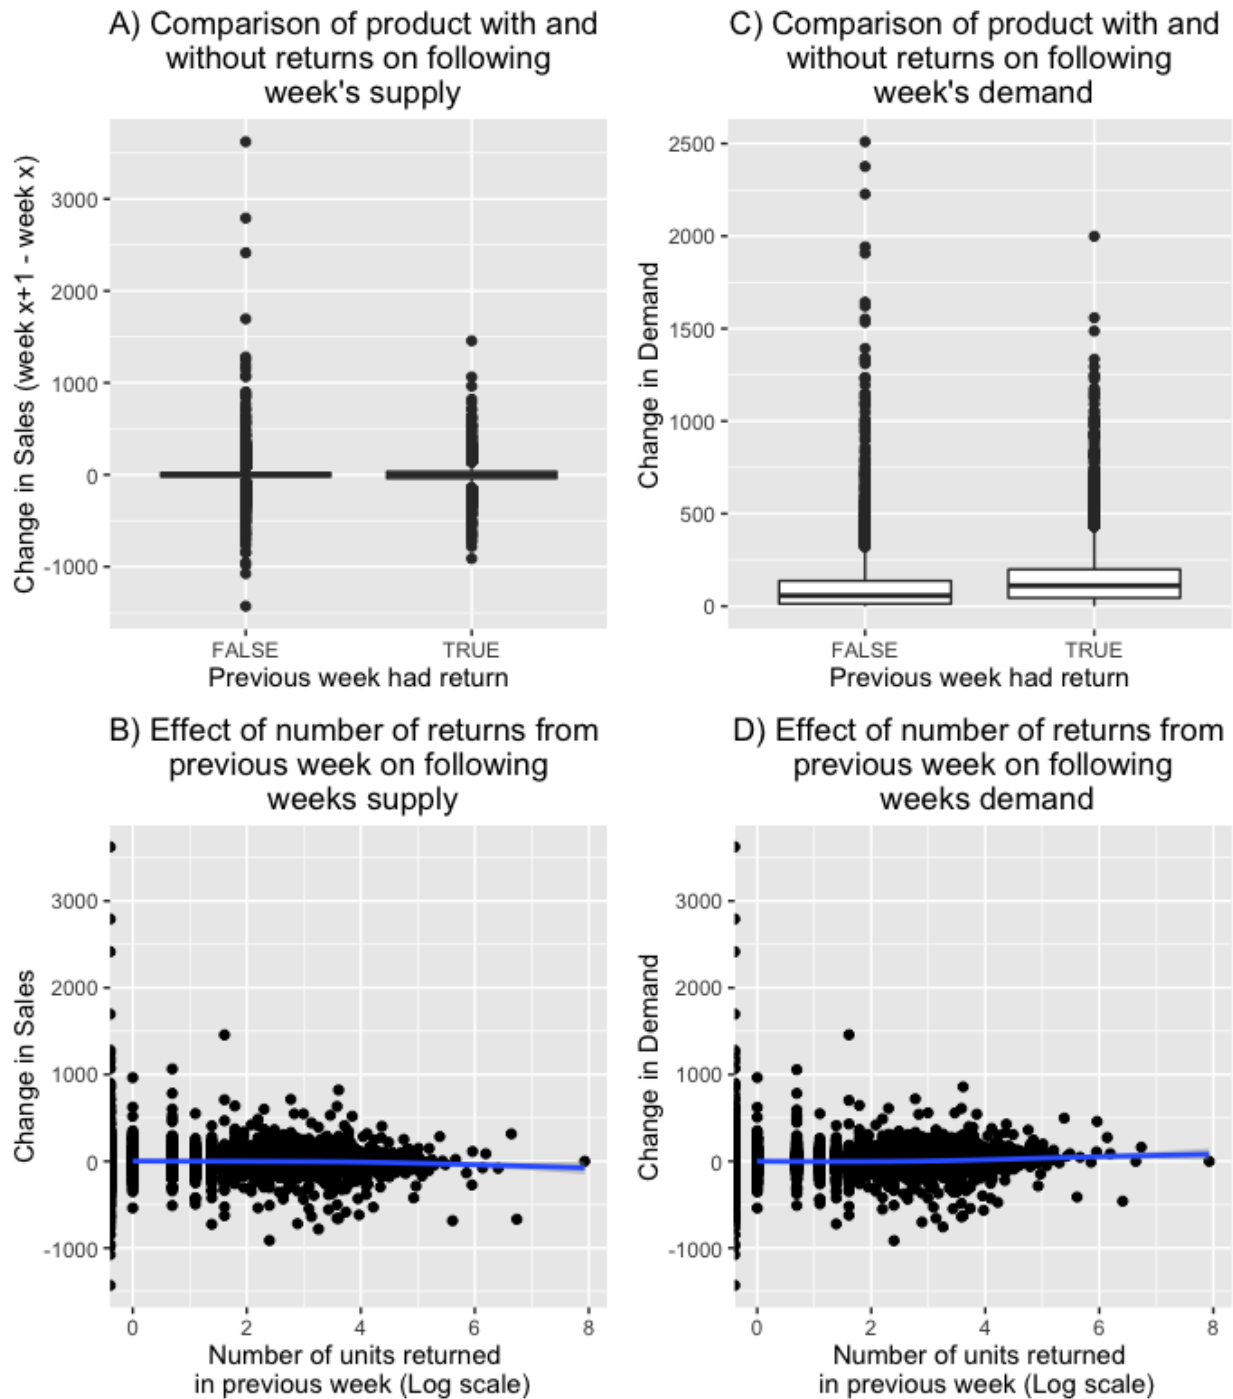 A) Comparison of product with and
without returns on following
week's supply
Change in Sales (week x+1 - week x)
3000
2000
1000
0
-1000
FALSE
TRUE
Previous week had return
C) Comparison of product with and
without returns on following
week's demand
Change in Demand
2500
2000
1500
1000
500
0
FALSE
TRUE
Previous week had return
B) Effect of number of returns from
previous week on following
weeks supply
Change in Sales
3000
2000
1000
0
-1000
0
2
4
6
8
Number of units returned
in previous week (Log scale)
D) Effect of number of returns from
previous week on following
weeks demand
Change in Demand
3000
2000
1000
0
-1000
0
2
4
6
8
Number of units returned
in previous week (Log scale)